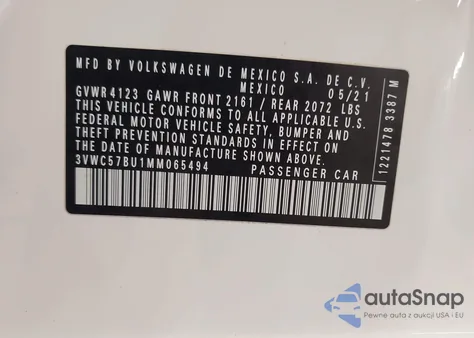 MFD BY VOLKSWAGEN DE MEXICO S.A. DE C.V.
MEXICO 05/21
GVWR 4123 GAWR FRONT 2161 / REAR 2072 LBS
THIS VEHICLE CONFORMS TO ALL APPLICABLE U.S.
FEDERAL MOTOR VEHICLE SAFETY, BUMPER AND
THEFT PREVENTION STANDARDS IN EFFECT ON
THE DATE OF MANUFACTURE SHOWN ABOVE.
3VWC57BU1MM065494 PASSENGER CAR
1221478 3387 M
autaSnap
Pewne auta z aukcji USA i EU